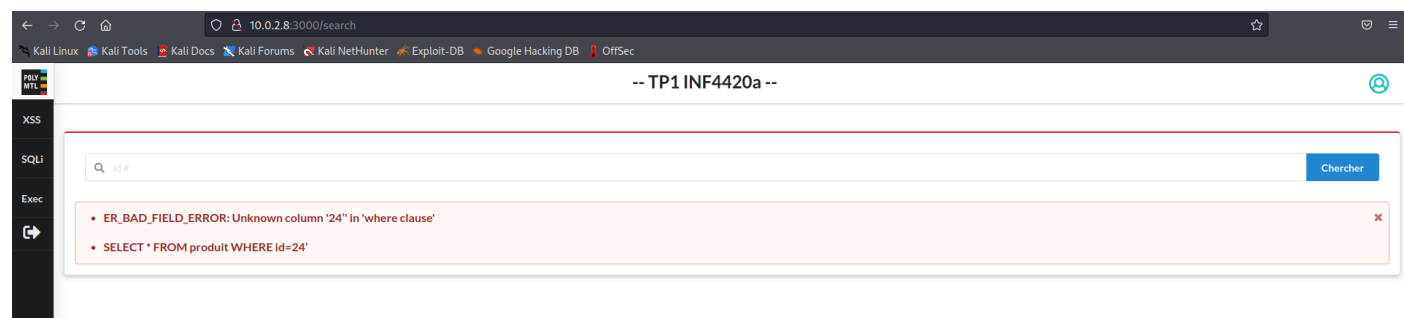 10.0.2.8:3000/search
Kali Linux Kali Tools Kali Docs Kali Forums Kali NetHunter Exploit-DB Google Hacking DB OffSec
POLY
MTL
-- TP1 INF4420a --
XSS
SQLi
id #
Chercher
Exec
ER_BAD_FIELD_ERROR: Unknown column '24'' in 'where clause'
SELECT * FROM produit WHERE id=24’